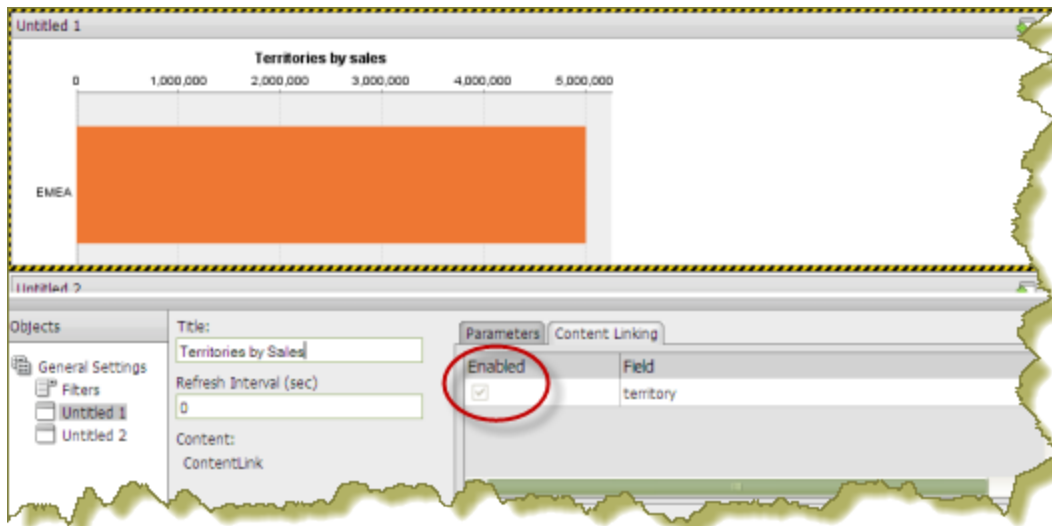 Untitled 1
Territories by sales
0 1,000,000 2,000,000 3,000,000 4,000,000 5,000,000
EMEA
Untitled 2
Objects
General Settings
Filters
Untitled 1
Untitled 2
Title:
Territories by Sales
Refresh Interval (sec)
0
Content:
ContentLink
Parameters Content Linking
Enabled Field
territory